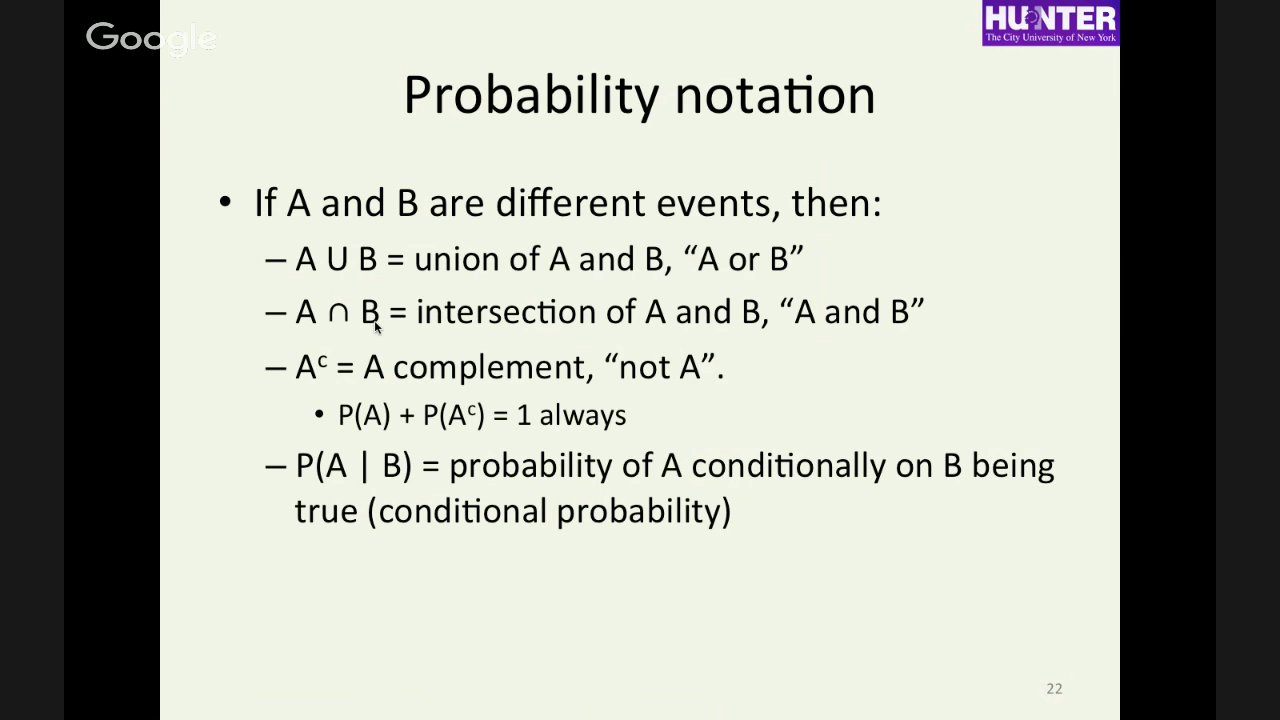 Google
HUNTER
The City University of New York
Probability notation
• If A and B are different events, then:
– A U B = union of A and B, “A or B”
– A ∩ B = intersection of A and B, “A and B”
– Aᶜ = A complement, “not A”.
• P(A) + P(Aᶜ) = 1 always
– P(A | B) = probability of A conditionally on B being
true (conditional probability)
22